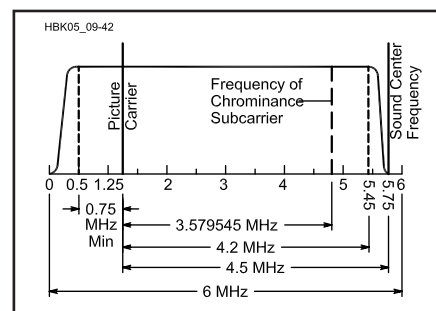 HBK05_09-42
Picture
Carrier
Frequency of
Chrominance
Subcarrier
Sound Center
Frequency
0 0.5 1.25 2 3 4 5 5.45 5.75 6
0.75
MHz
Min
3.579545 MHz
4.2 MHz
4.5 MHz
6 MHz